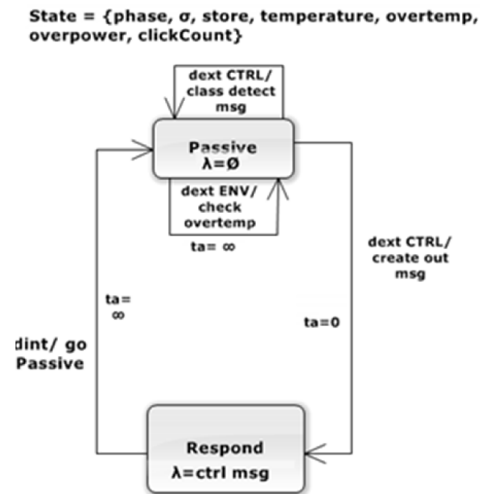 State = {phase, σ, store, temperature, overtemp,
overpower, clickCount}
dext CTRL/
class detect
msg
Passive
λ=Ø
dext ENV/
check
overtemp
ta= ∞
dext CTRL/
create out
msg
ta=
∞
ta=0
dint/ go
Passive
Respond
λ=ctrl msg